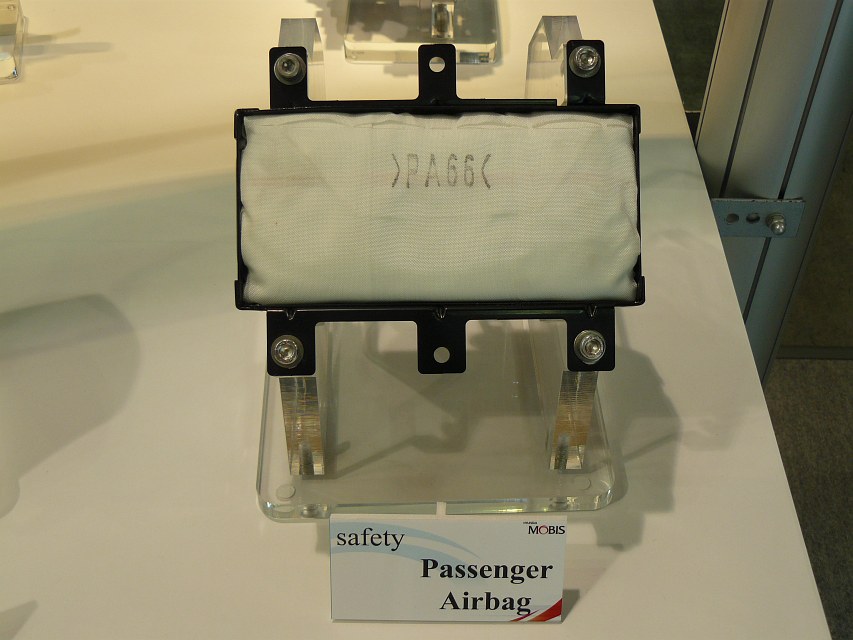 >PA66<
safety
MOBIS
Passenger
Airbag